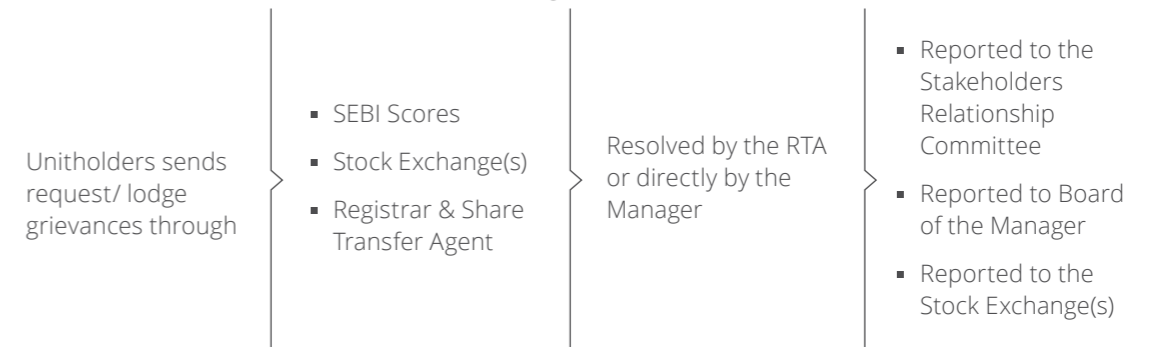 Unitholders sends
request/ lodge
grievances through
▪ SEBI Scores
▪ Stock Exchange(s)
▪ Registrar & Share
Transfer Agent
Resolved by the RTA
or directly by the
Manager
▪ Reported to the
Stakeholders
Relationship
Committee
▪ Reported to Board
of the Manager
▪ Reported to the
Stock Exchange(s)